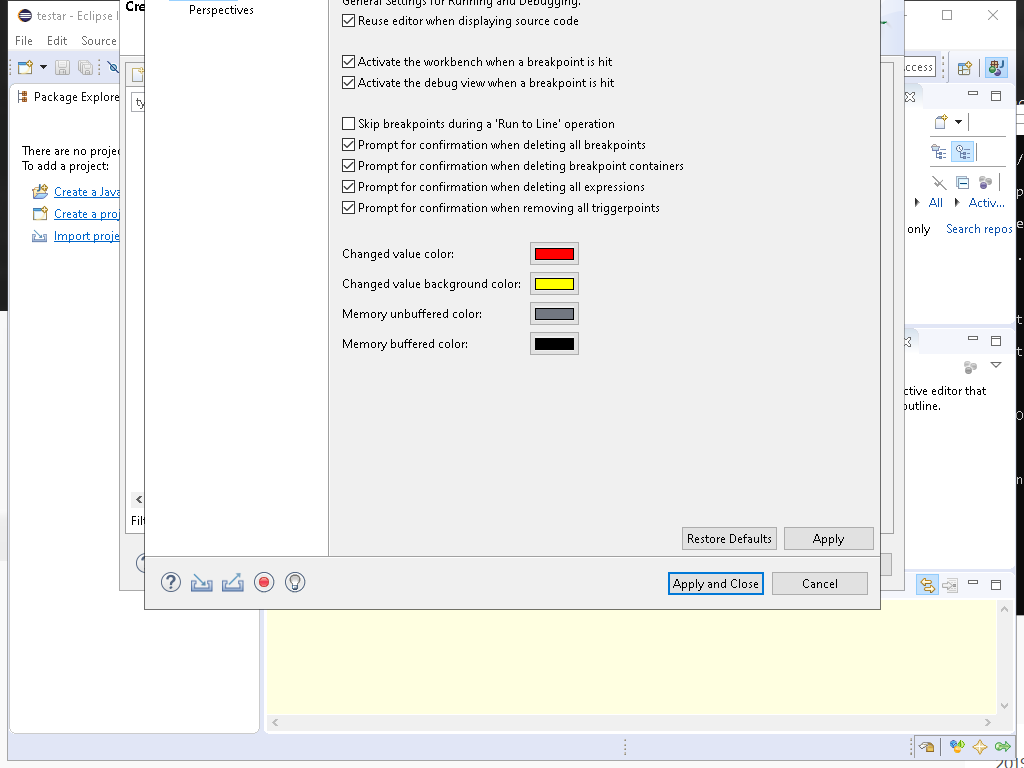 testar - Eclipse I
Cre
Perspectives
General Settings for Running and Debugging.
Reuse editor when displaying source code
File Edit Source
Activate the workbench when a breakpoint is hit
Activate the debug view when a breakpoint is hit
ccess
Package Explore
ty
Skip breakpoints during a 'Run to Line' operation
Prompt for confirmation when deleting all breakpoints
Prompt for confirmation when deleting breakpoint containers
Prompt for confirmation when deleting all expressions
Prompt for confirmation when removing all triggerpoints
There are no projec
To add a project:
Create a Java
Create a proj
Import proje
All Activ...
only Search repos
Changed value color:
Changed value background color:
Memory unbuffered color:
Memory buffered color:
ctive editor that
outline.
Filt
Restore Defaults Apply
Apply and Close Cancel
2019